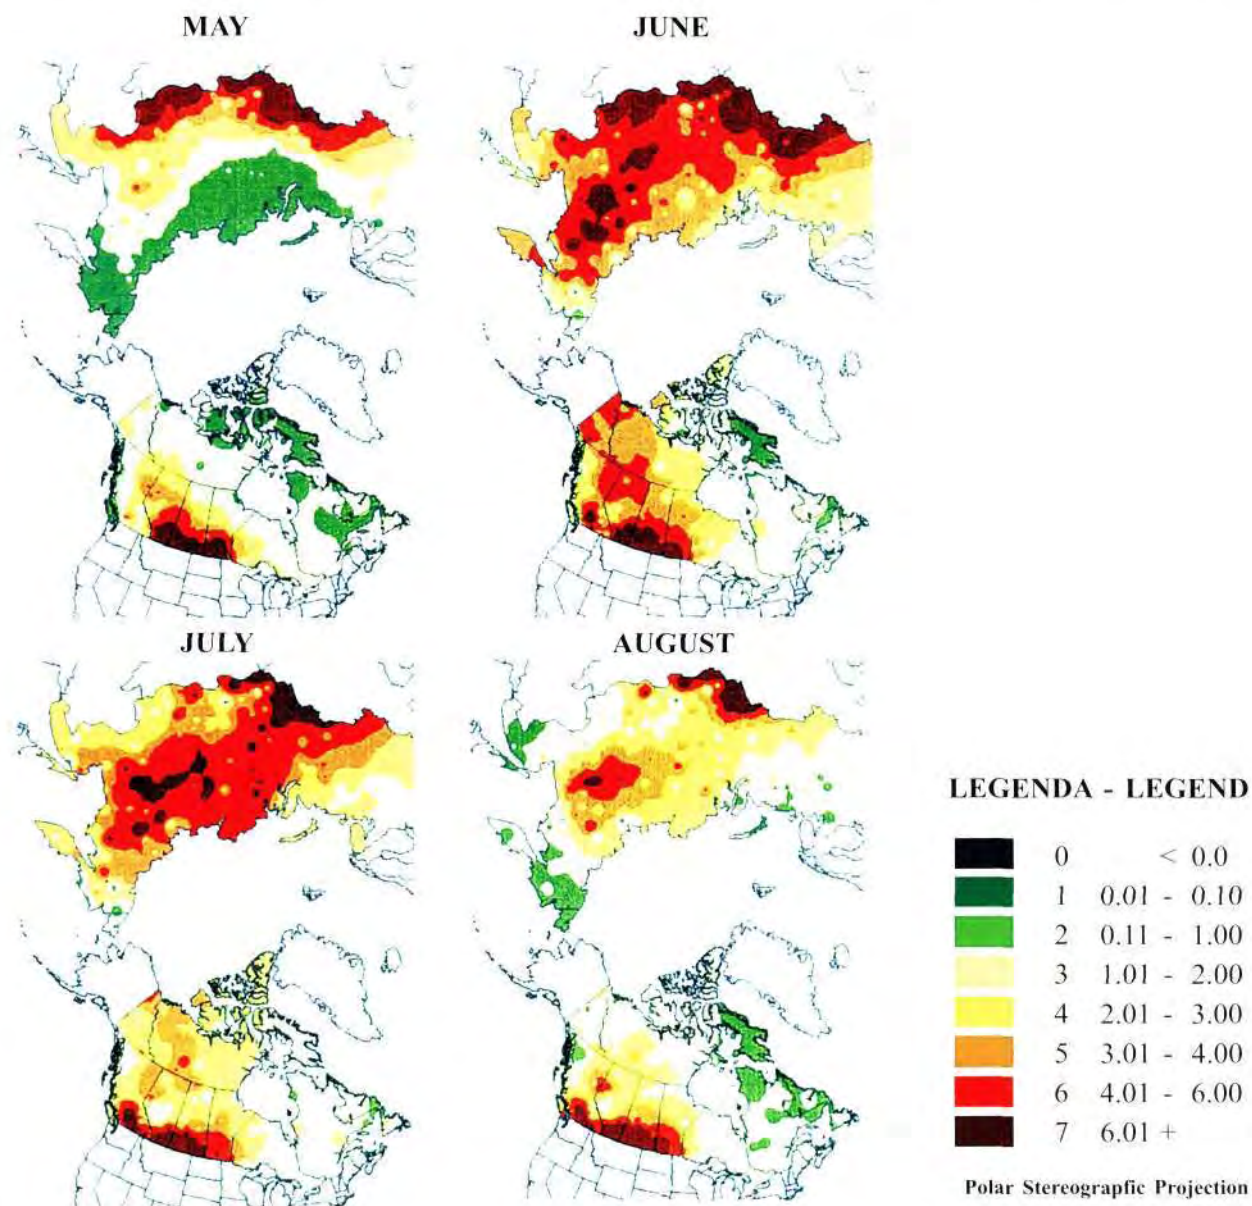 MAY
JUNE
JULY
AUGUST
LEGENDA - LEGEND
0 < 0.0
1 0.01 - 0.10
2 0.11 - 1.00
3 1.01 - 2.00
4 2.01 - 3.00
5 3.01 - 4.00
6 4.01 - 6.00
7 6.01 +
Polar Stereograpfic Projection